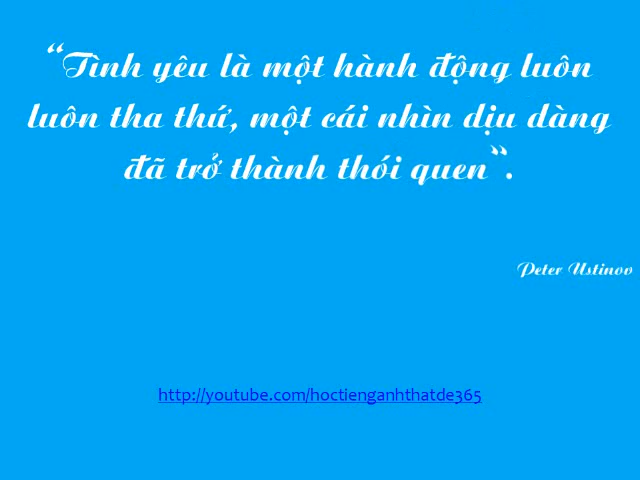 “Tình yêu là một hành động luôn
luôn tha thứ, một cái nhìn dịu dàng
đã trở thành thói quen”.
Peter Ustinov
http://youtube.com/hoctienganhthatde365